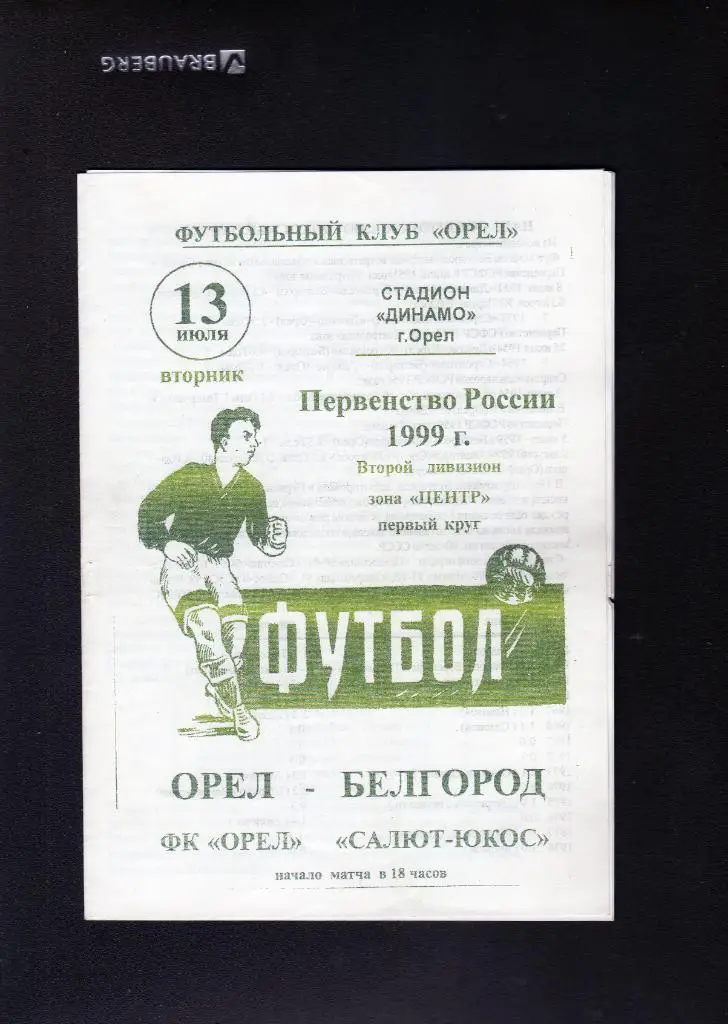 BRAUBERG
ФУТБОЛЬНЫЙ КЛУБ «ОРЕЛ»
13
ИЮЛЯ
вторник
СТАДИОН
«ДИНАМО»
г.Орел
Первенство России
1999 г.
Второй дивизион
зона «ЦЕНТР»
первый круг
ФУТБОЛ
ОРЕЛ - БЕЛГОРОД
ФК «ОРЕЛ» «САЛЮТ-ЮКОС»
начало матча в 18 часов